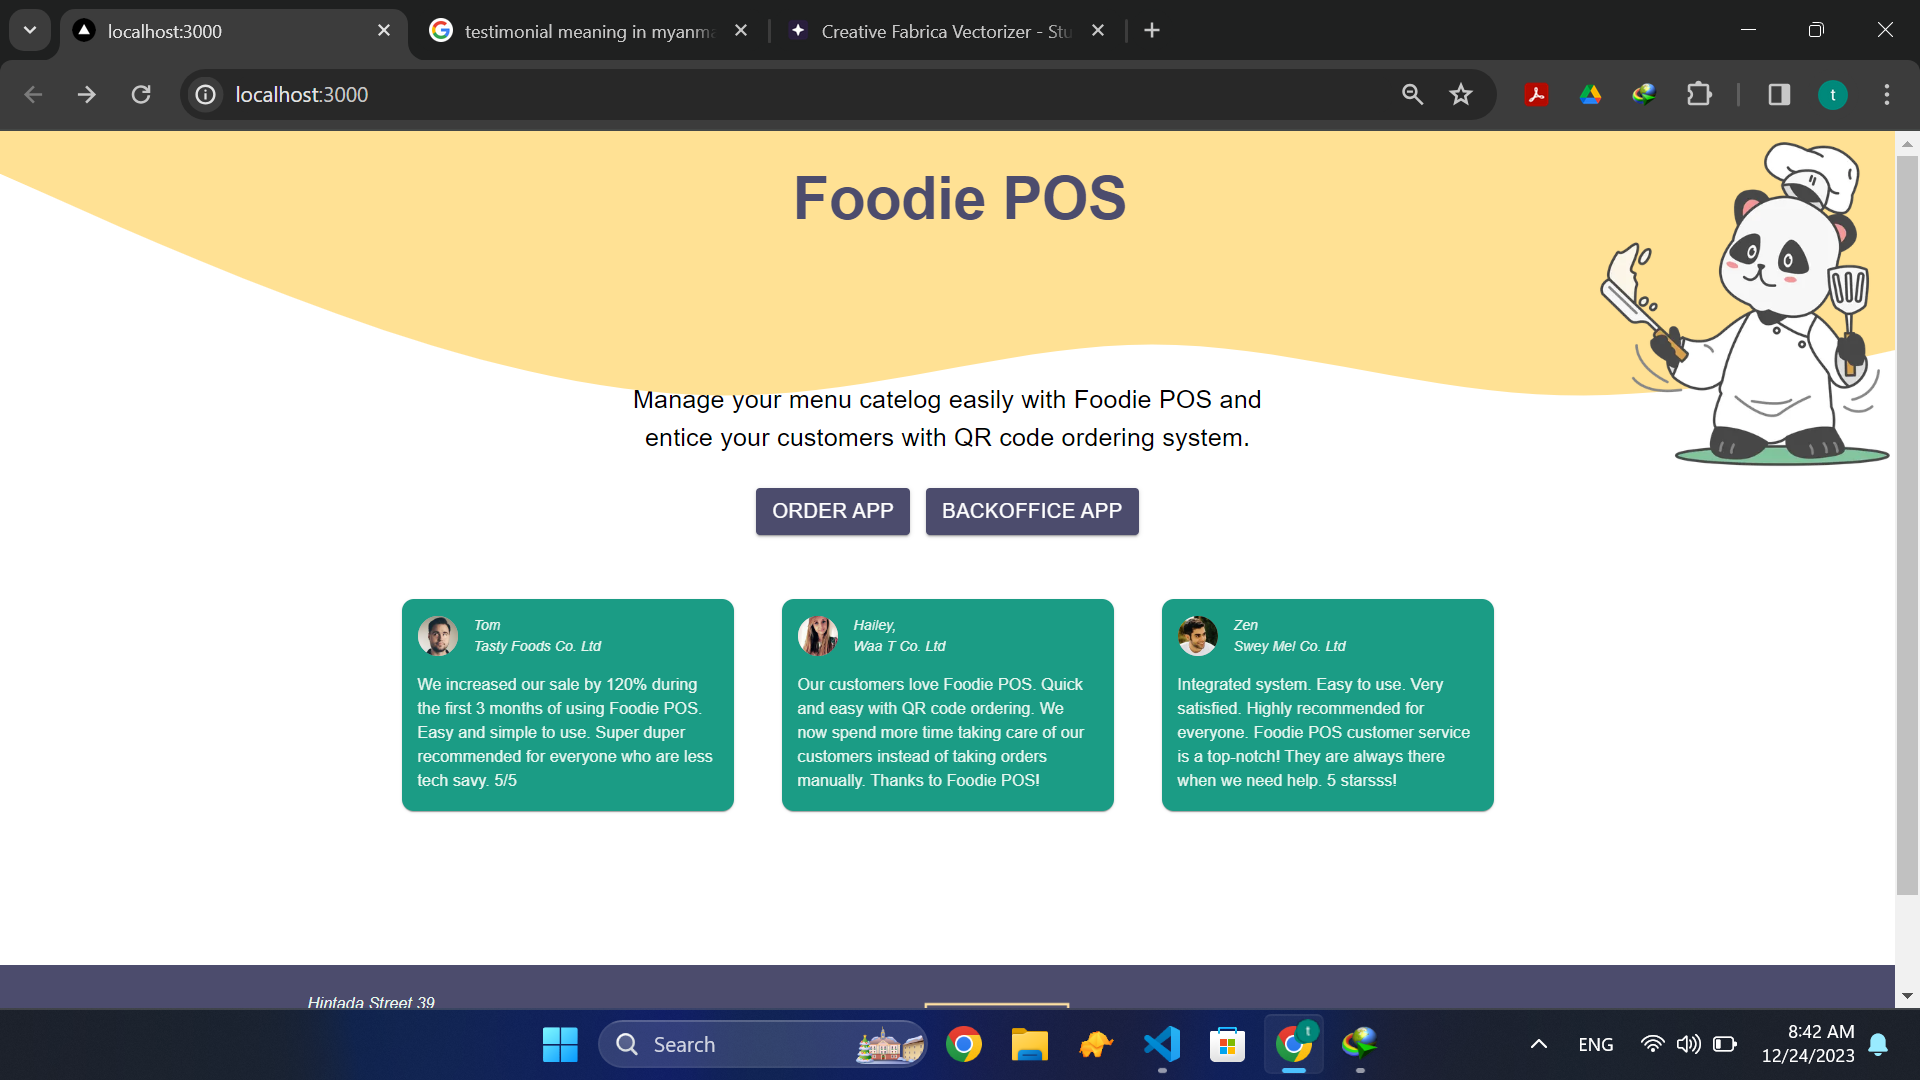 localhost:3000
testimonial meaning in myanma
Creative Fabrica Vectorizer - Stu
localhost:3000
t
Foodie POS
Manage your menu catelog easily with Foodie POS and
entice your customers with QR code ordering system.
ORDER APP
BACKOFFICE APP
Tom
Tasty Foods Co. Ltd
We increased our sale by 120% during
the first 3 months of using Foodie POS.
Easy and simple to use. Super duper
recommended for everyone who are less
tech savy. 5/5
Hailey,
Waa T Co. Ltd
Our customers love Foodie POS. Quick
and easy with QR code ordering. We
now spend more time taking care of our
customers instead of taking orders
manually. Thanks to Foodie POS!
Zen
Swey Mel Co. Ltd
Integrated system. Easy to use. Very
satisfied. Highly recommended for
everyone. Foodie POS customer service
is a top-notch! They are always there
when we need help. 5 starsss!
Hintada Street 39
Search
t
ENG
8:42 AM
12/24/2023